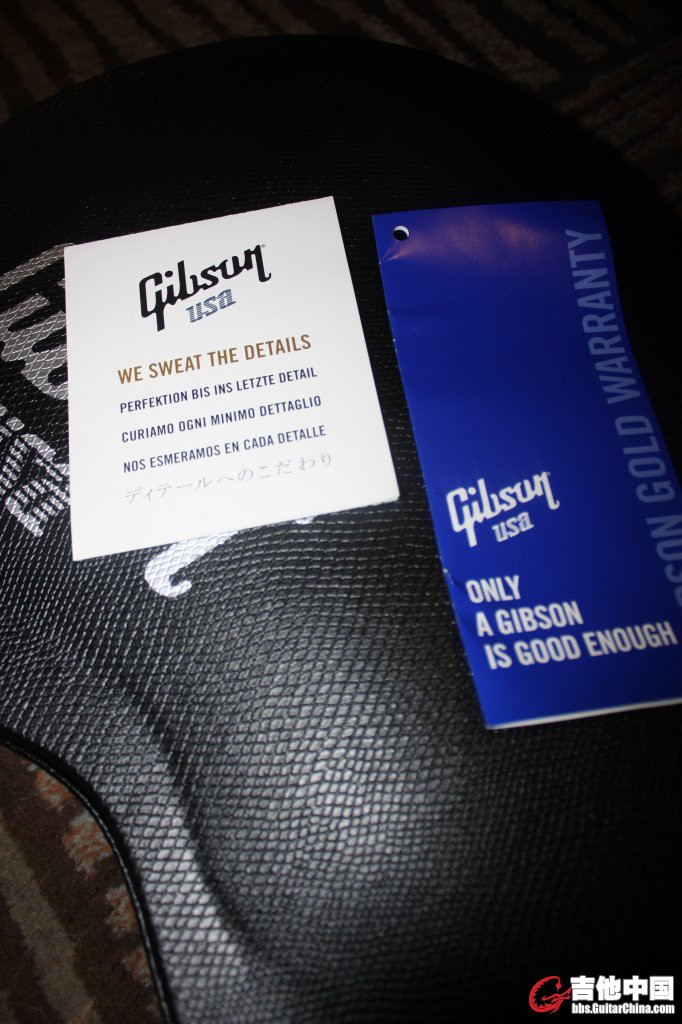 Gibson
usa
WE SWEAT THE DETAILS
PERFEKTION BIS INS LETZTE DETAIL
CURIAMO OGNI MINIMO DETTAGLIO
NOS ESMERAMOS EN CADA DETALLE
ディテールへのこだわり
GOLD WARRANTY
Gibson
usa
ONLY
A GIBSON
IS GOOD ENOUGH
吉他中国
bbs.GuitarChina.com